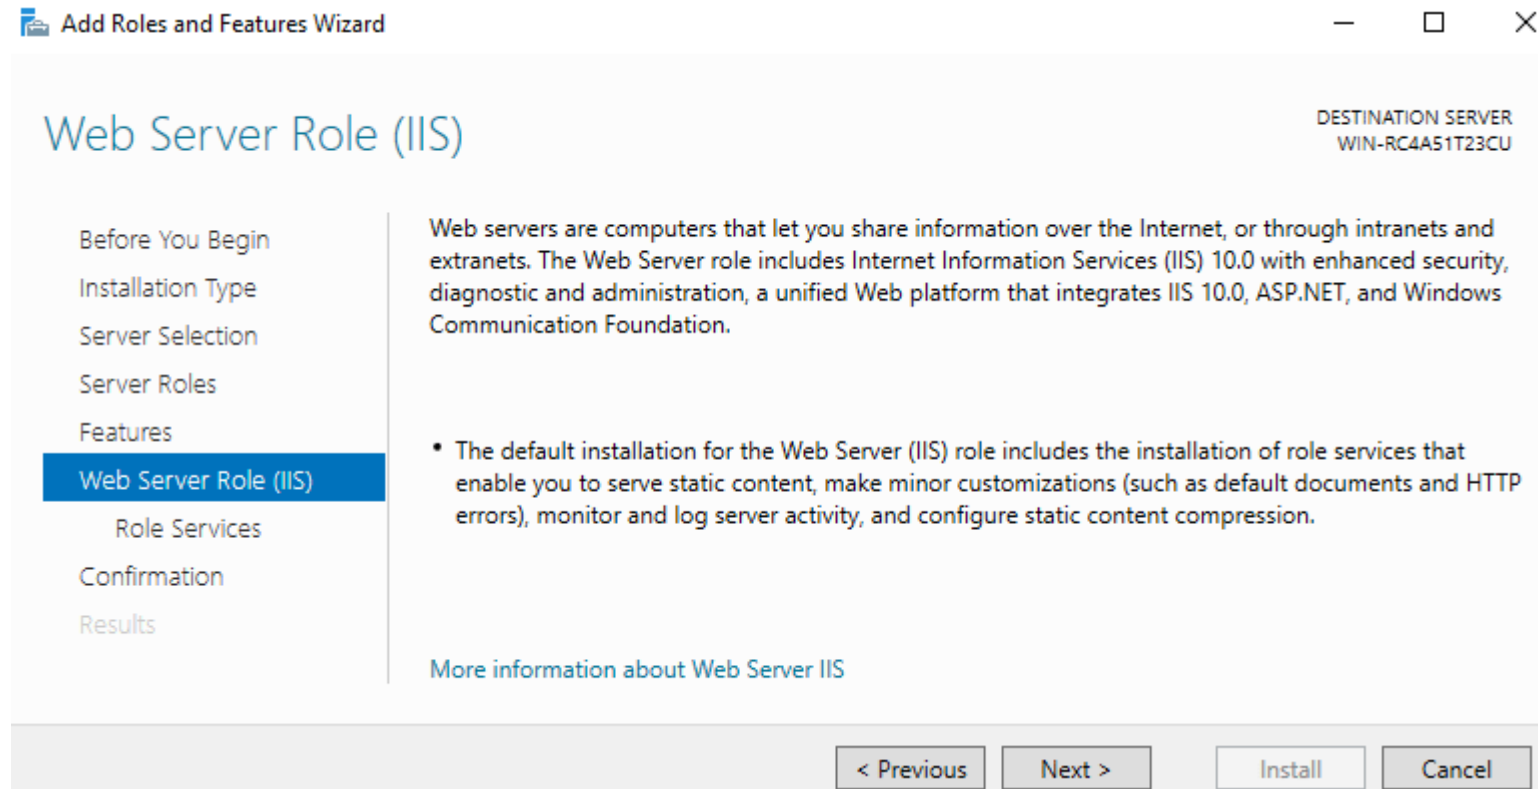 Add Roles and Features Wizard
Web Server Role (IIS)
DESTINATION SERVER
WIN-RC4A51T23CU
Before You Begin
Installation Type
Server Selection
Server Roles
Features
Web Server Role (IIS)
Role Services
Confirmation
Results
Web servers are computers that let you share information over the Internet, or through intranets and
extranets. The Web Server role includes Internet Information Services (IIS) 10.0 with enhanced security,
diagnostic and administration, a unified Web platform that integrates IIS 10.0, ASP.NET, and Windows
Communication Foundation.
• The default installation for the Web Server (IIS) role includes the installation of role services that
enable you to serve static content, make minor customizations (such as default documents and HTTP
errors), monitor and log server activity, and configure static content compression.
More information about Web Server IIS
< Previous
Next >
Install
Cancel